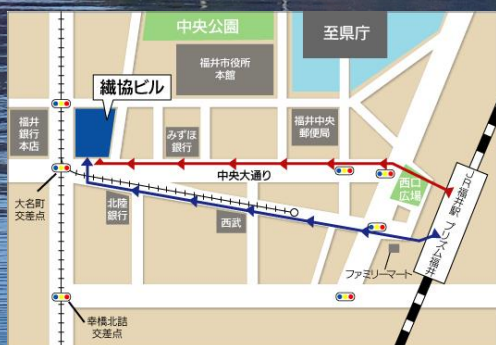 中央公園
至県庁
福井市役所
本館
繊協ビル
福井
銀行
本店
みずほ
銀行
福井中央
郵便局
中央大通り
西口
広場
大名町
交差点
北陸
銀行
西武
JR福井駅 プリズム福井
ファミリーマート
幸橋北詰
交差点